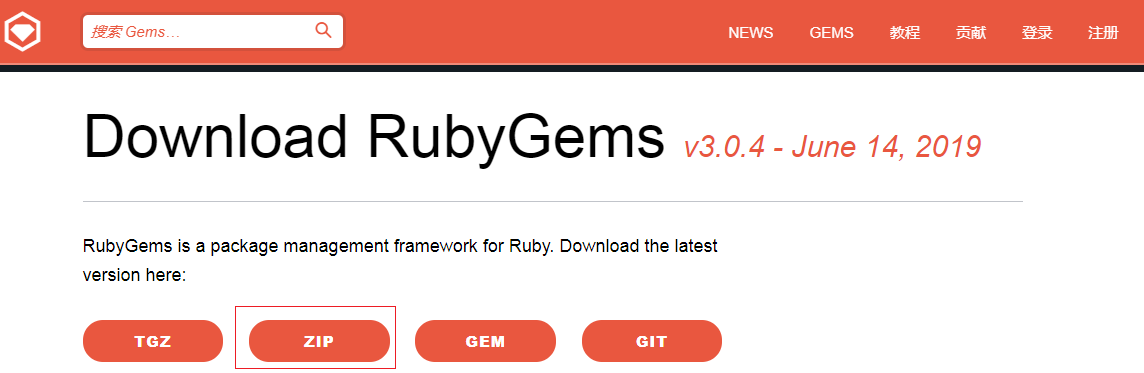 搜索 Gems…
NEWS GEMS 教程 贡献 登录 注册
Download RubyGems v3.0.4 - June 14, 2019
RubyGems is a package management framework for Ruby. Download the latest
version here:
TGZ ZIP GEM GIT